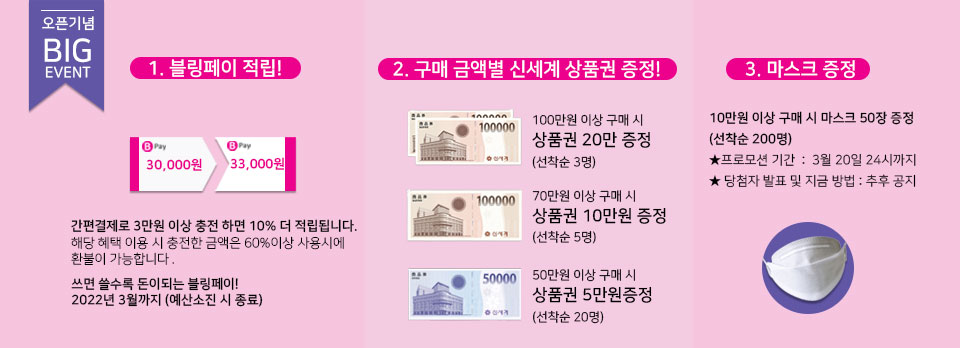 오픈기념
BIG
EVENT
1. 블링페이 적립!
B Pay
30,000원
B Pay
33,000원
간편결제로 3만원 이상 충전 하면 10% 더 적립됩니다.
해당 혜택 이용 시 충전한 금액은 60%이상 사용시에
환불이 가능합니다.
쓰면 쓸수록 돈이되는 블링페이!
2022년 3월까지 (예산소진 시 종료)
2. 구매 금액별 신세계 상품권 증정!
100000
신세계
100만원 이상 구매 시
상품권 20만 증정
(선착순 3명)
100000
신세계
70만원 이상 구매 시
상품권 10만원 증정
(선착순 5명)
50000
신세계
50만원 이상 구매 시
상품권 5만원증정
(선착순 20명)
3. 마스크 증정
10만원 이상 구매 시 마스크 50장 증정
(선착순 200명)
★프로모션 기간 : 3월 20일 24시까지
★ 당첨자 발표 및 지금 방법 : 추후 공지